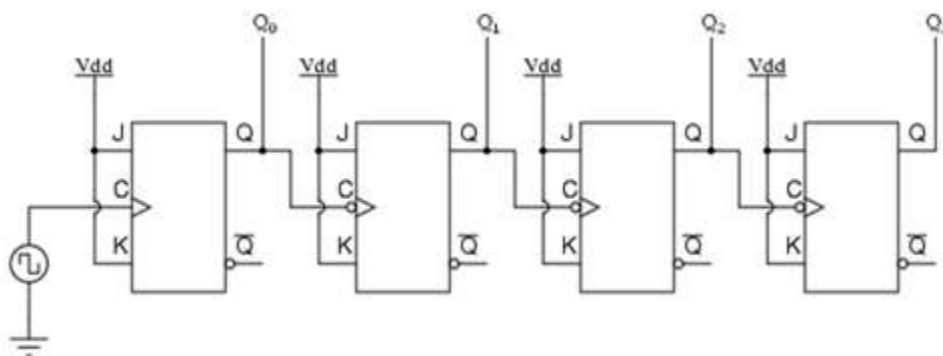 Q0 Q1 Q2 Q
Vdd Vdd Vdd Vdd
J Q J Q J Q J Q
C C C C
K Q̅ K Q̅ K Q̅ K Q̅